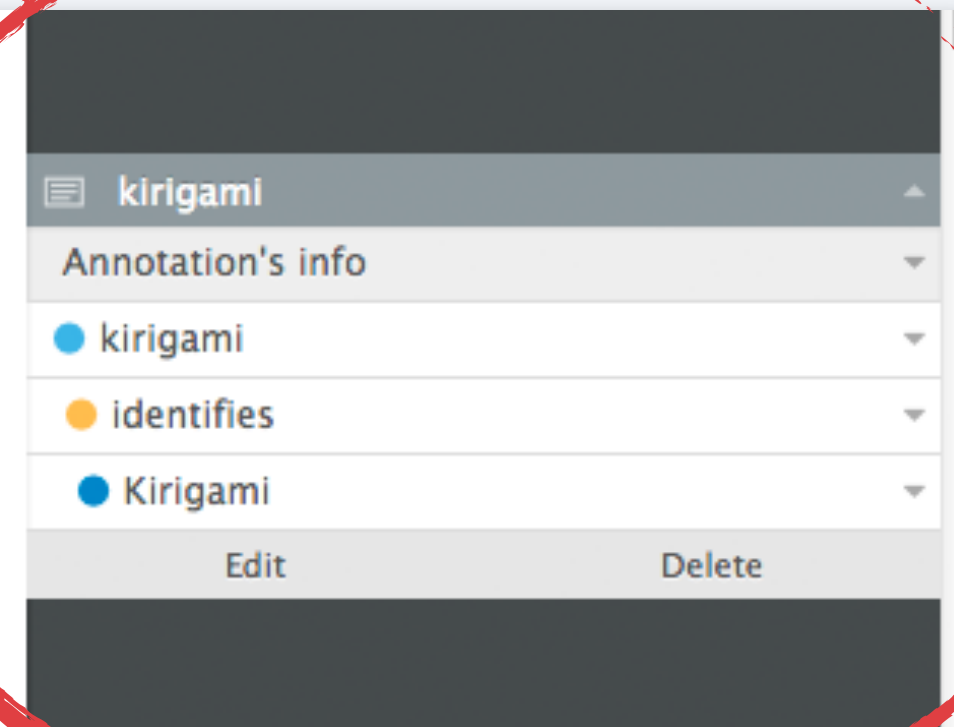 kirigami
Annotation's info
kirigami
identifies
Kirigami
Edit Delete